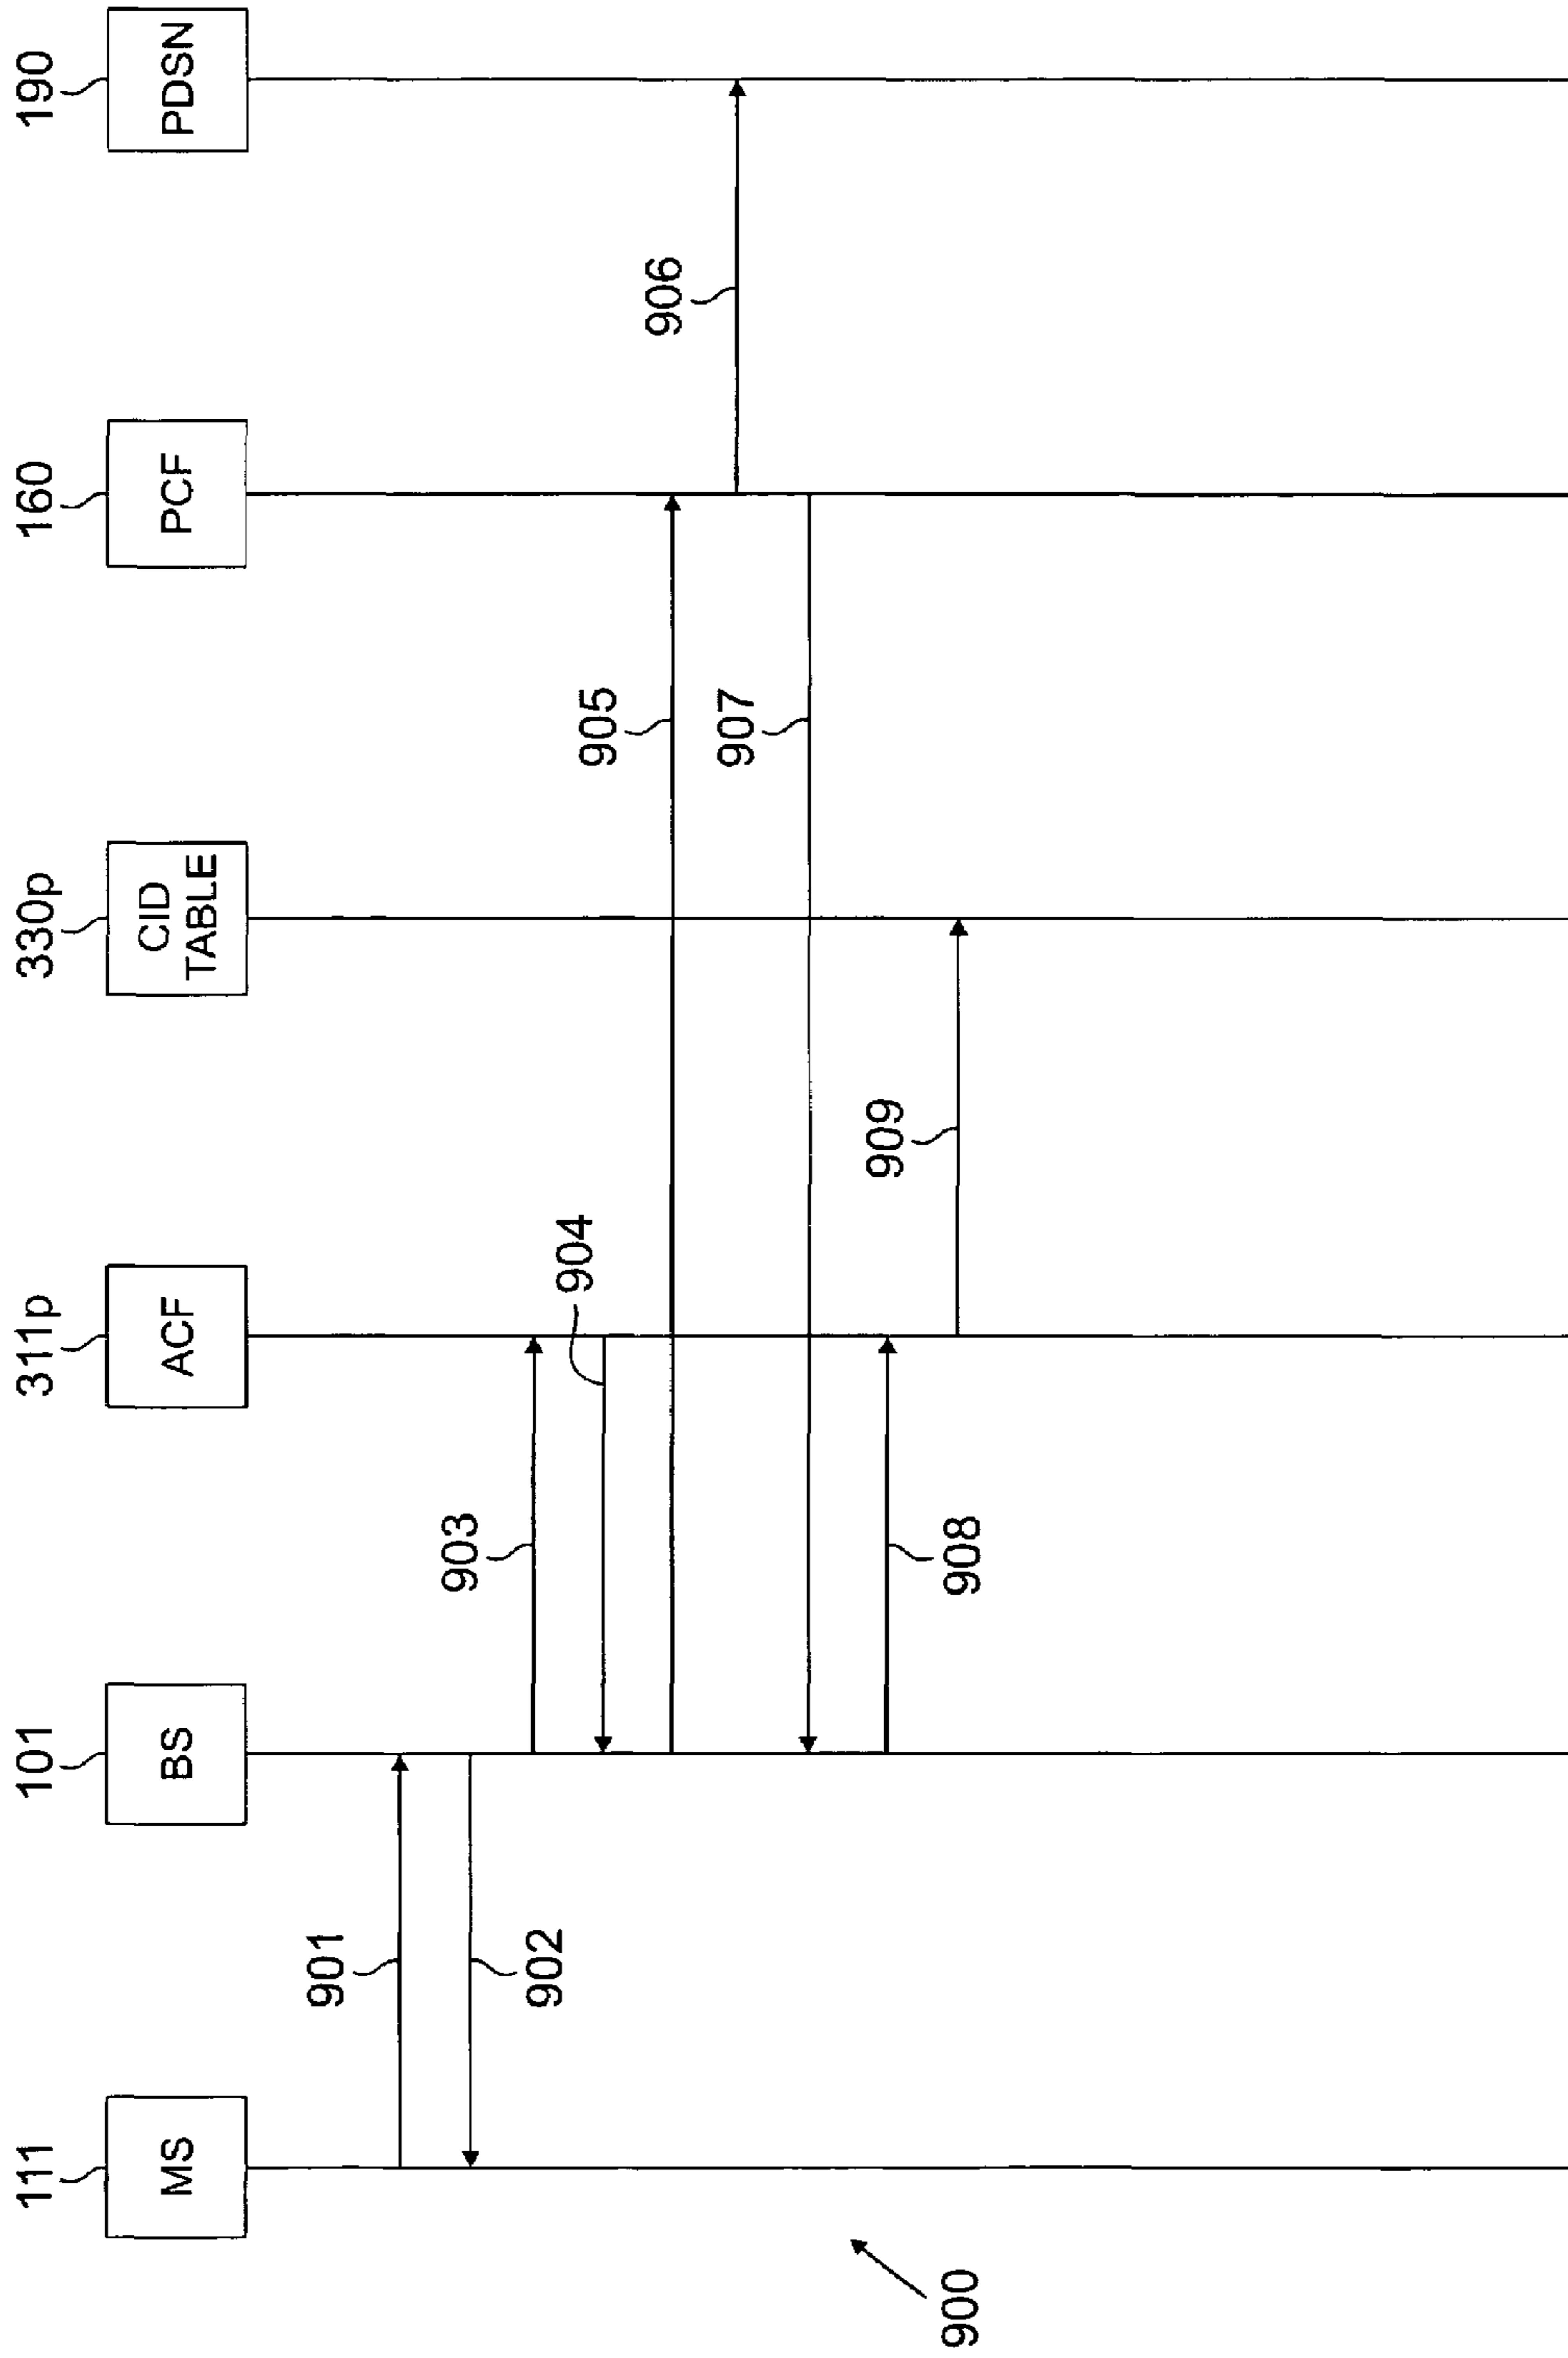 111
101
311p
330p
160
190
MS
BS
ACF
CID
TABLE
PCF
PDSN
901
902
903
904
905
906
907
908
909
900